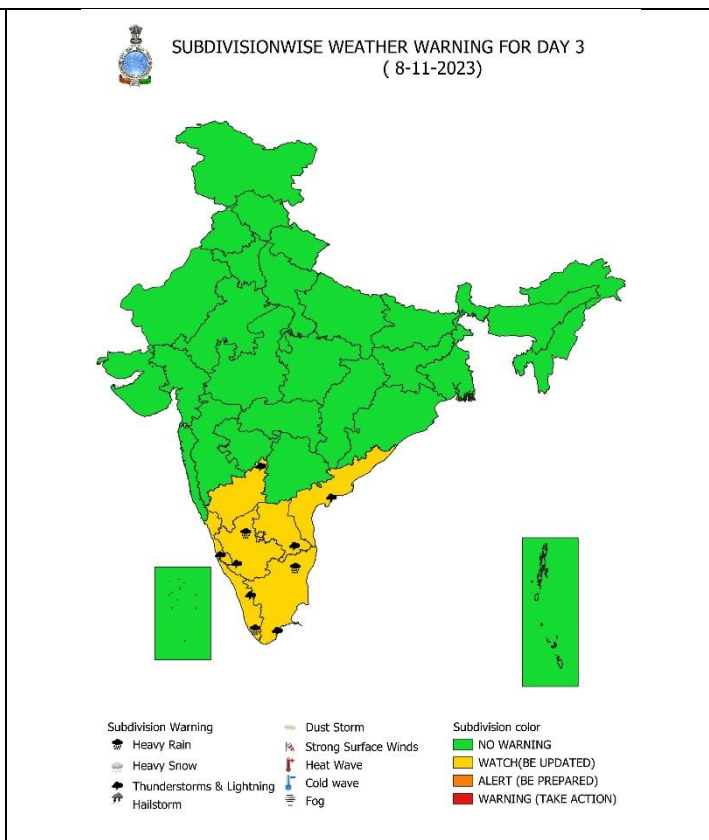 SUBDIVISIONWISE WEATHER WARNING FOR DAY 3
( 8-11-2023)
Subdivision Warning
Heavy Rain
Heavy Snow
Thunderstorms & Lightning
Hailstorm
Dust Storm
Strong Surface Winds
Heat Wave
Cold wave
Fog
Subdivision color
NO WARNING
WATCH(BE UPDATED)
ALERT (BE PREPARED)
WARNING (TAKE ACTION)